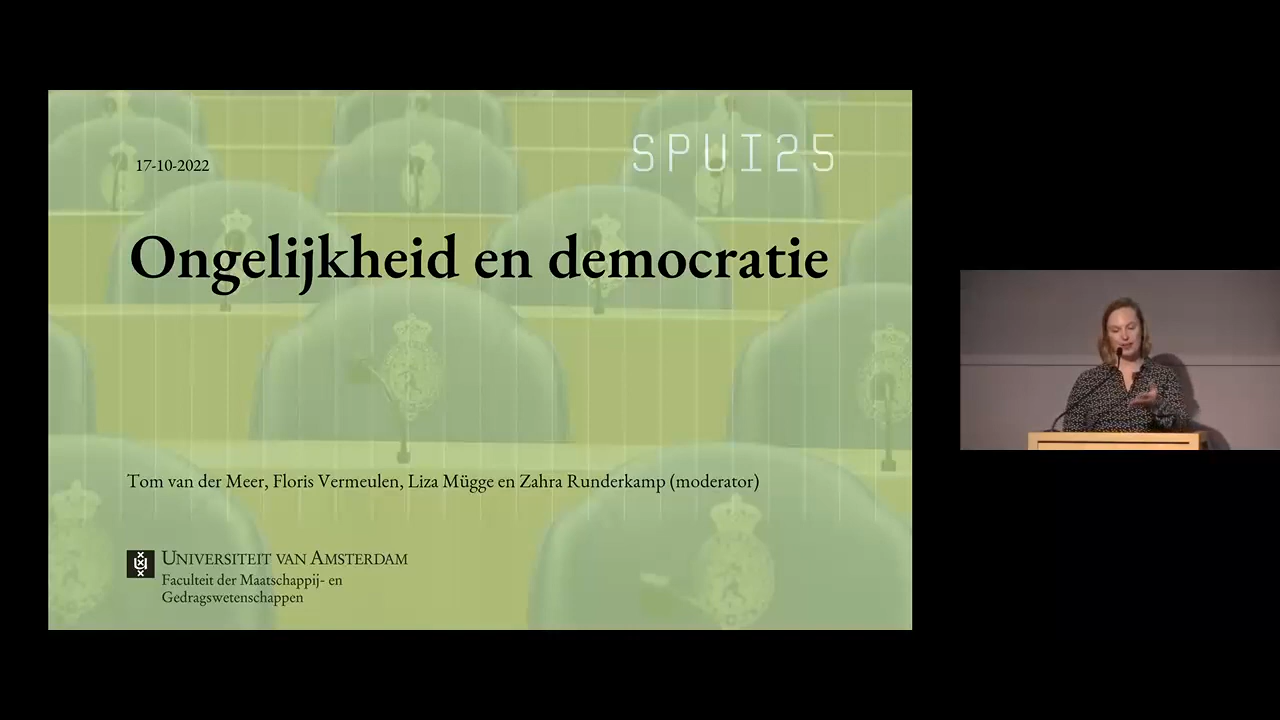 17-10-2022
SPUI25
Ongelijkheid en democratie
Tom van der Meer, Floris Vermeulen, Liza Mügge en Zahra Runderkamp (moderator)
UNIVERSITEIT VAN AMSTERDAM
Faculteit der Maatschappij- en
Gedragswetenschappen